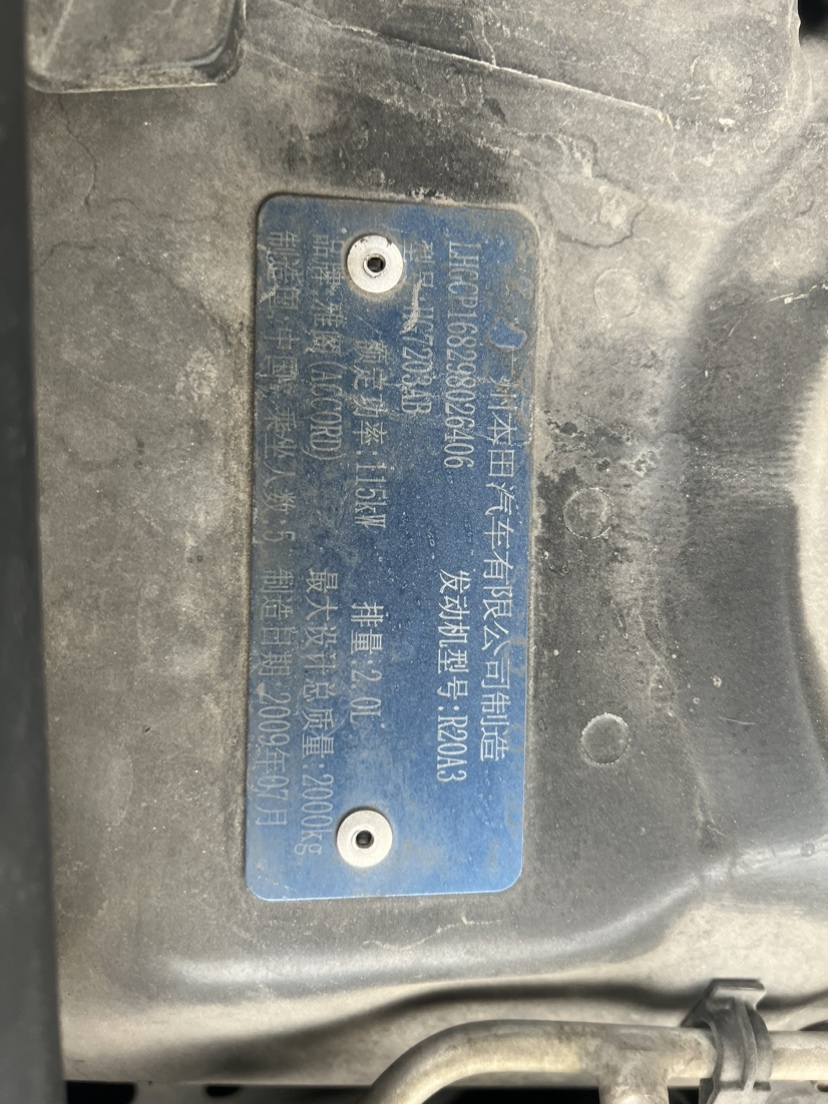 广州本田汽车有限公司制造
LHGCP168298026406 发动机型号:R20A3
型号:HG7203AB
额定功率:115kW 排量:2.0L
品牌:雅阁(ACCORD) 最大设计总质量:2000kg
制造国:中国 乘坐人数:5 制造日期:2009年07月